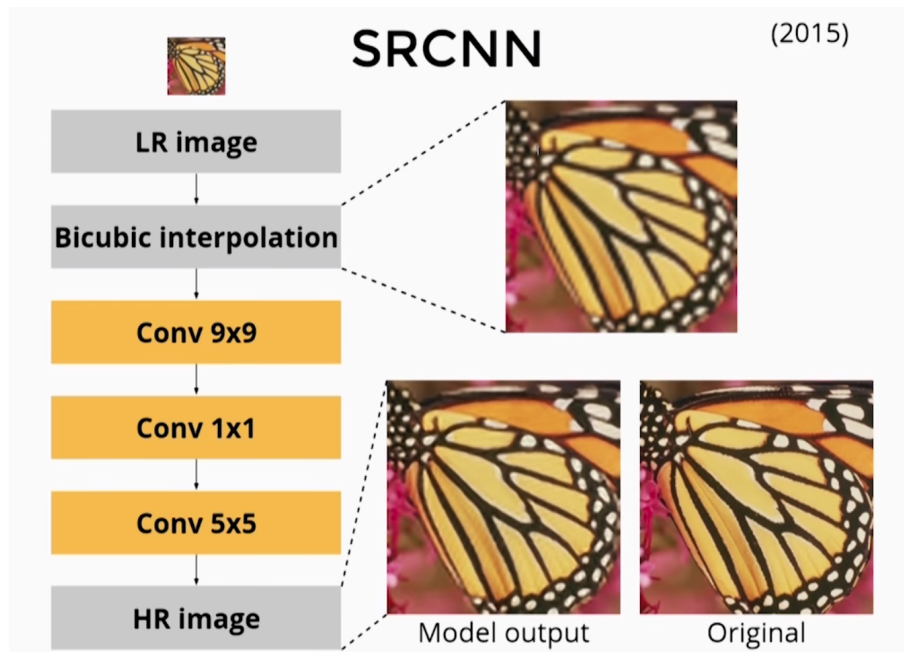 SRCNN
(2015)
LR image
Bicubic interpolation
Conv 9x9
Conv 1x1
Conv 5x5
HR image
Model output
Original